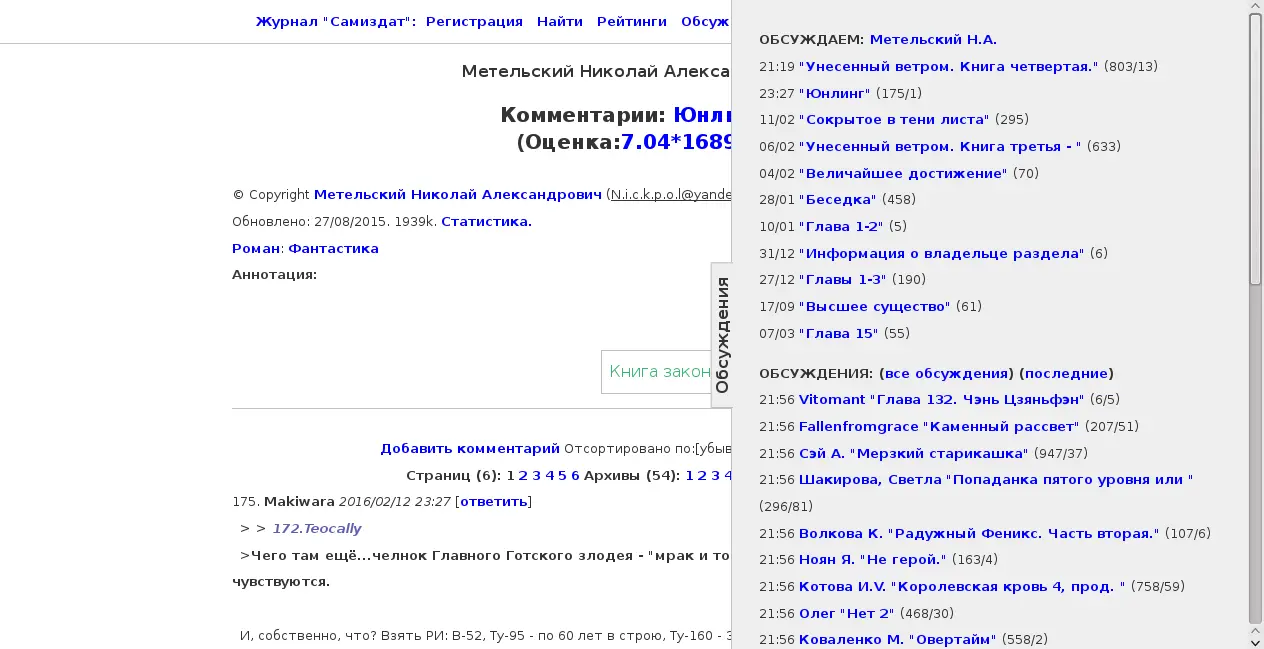 Журнал "Самиздат": Регистрация Найти Рейтинги Обсуж
Метельский Николай Алекса
Комментарии: Юнли
(Оценка:7.04*1689
© Copyright Метельский Николай Александрович (N.i.c.k.p.o.l@yande
Обновлено: 27/08/2015. 1939k. Статистика.
Роман: Фантастика
Аннотация:
Книга закон
Добавить комментарий Отсортировано по:[убыв
Страниц (6): 1 2 3 4 5 6 Архивы (54): 1 2 3 4
175. Makiwara 2016/02/12 23:27 [ответить]
> > 172.Teocally
>Чего там ещё...челнок Главного Готского злодея - "мрак и то
чувствуются.
И, собственно, что? Взять РИ: В-52, Ту-95 - по 60 лет в строю, Ту-160 - 3
Обсуждения
ОБСУЖДАЕМ: Метельский Н.А.
21:19 "Унесенный ветром. Книга четвертая." (803/13)
23:27 "Юнлинг" (175/1)
11/02 "Сокрытое в тени листа" (295)
06/02 "Унесенный ветром. Книга третья - " (633)
04/02 "Величайшее достижение" (70)
28/01 "Беседка" (458)
10/01 "Глава 1-2" (5)
31/12 "Информация о владельце раздела" (6)
27/12 "Главы 1-3" (190)
17/09 "Высшее существо" (61)
07/03 "Глава 15" (55)
ОБСУЖДЕНИЯ: (все обсуждения) (последние)
21:56 Vitomant "Глава 132. Чэнь Цзяньфэн" (6/5)
21:56 Fallenfromgrace "Каменный рассвет" (207/51)
21:56 Сэй А. "Мерзкий старикашка" (947/37)
21:56 Шакирова, Светла "Попаданка пятого уровня или "
(296/81)
21:56 Волкова К. "Радужный Феникс. Часть вторая." (107/6)
21:56 Ноян Я. "Не герой." (163/4)
21:56 Котова И.V. "Королевская кровь 4, прод. " (758/59)
21:56 Олег "Нет 2" (468/30)
21:56 Коваленко М. "Овертайм" (558/2)